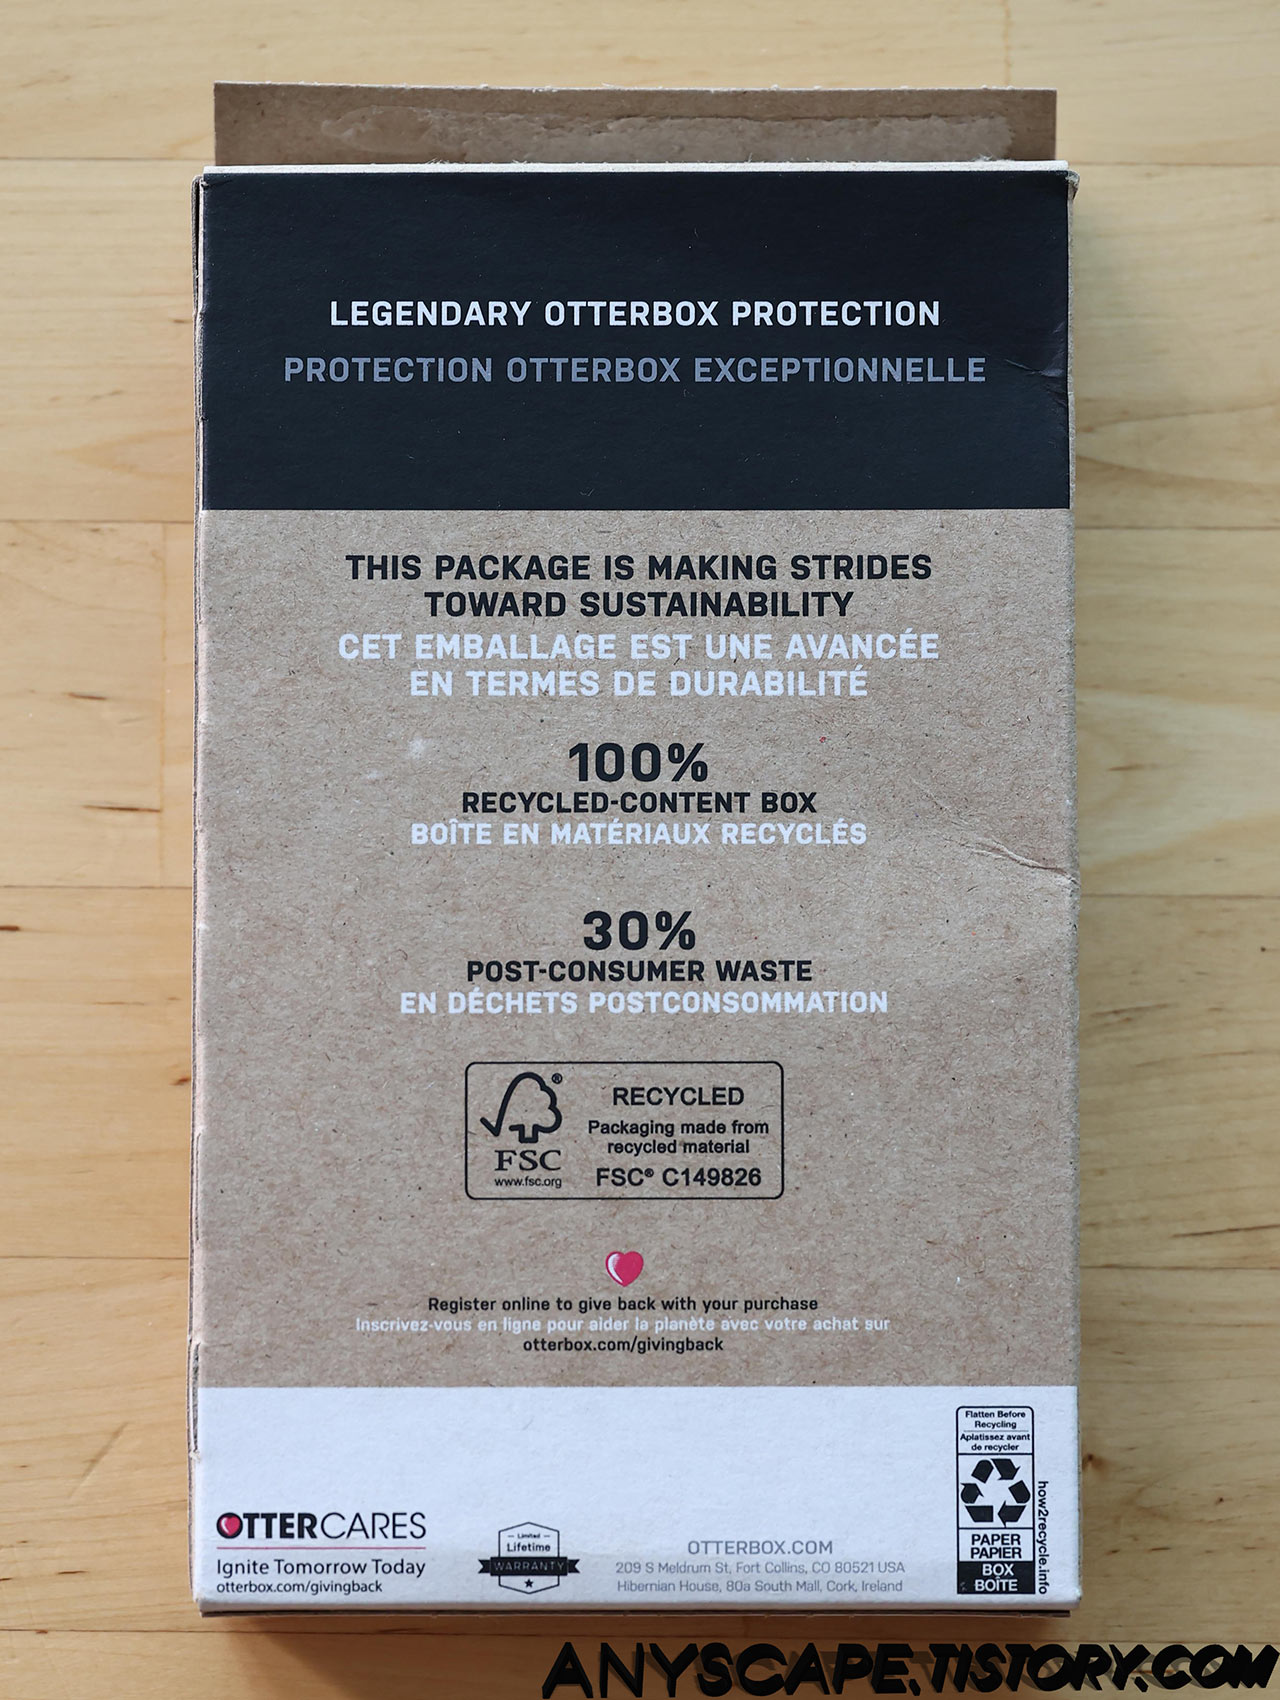 LEGENDARY OTTERBOX PROTECTION
PROTECTION OTTERBOX EXCEPTIONNELLE
THIS PACKAGE IS MAKING STRIDES
TOWARD SUSTAINABILITY
CET EMBALLAGE EST UNE AVANCÉE
EN TERMES DE DURABILITÉ
100%
RECYCLED-CONTENT BOX
BOÎTE EN MATÉRIAUX RECYCLÉS
30%
POST-CONSUMER WASTE
EN DÉCHETS POSTCONSOMMATION
®
FSC
www.fsc.org
RECYCLED
Packaging made from
recycled material
FSC® C149826
Register online to give back with your purchase
Inscrivez-vous en ligne pour aider la planète avec votre achat sur
otterbox.com/givingback
OTTERCARES
Ignite Tomorrow Today
otterbox.com/givingback
Limited
Lifetime
WARRANTY
OTTERBOX.COM
209 S Meldrum St, Fort Collins, CO 80521 USA
Hibernian House, 80a South Mall, Cork, Ireland
Flatten Before
Recycling
Aplatissez avant
de recycler
PAPER
PAPIER
BOX
BOÎTE
how2recycle.info
ANYSCAPE.TISTORY.COM